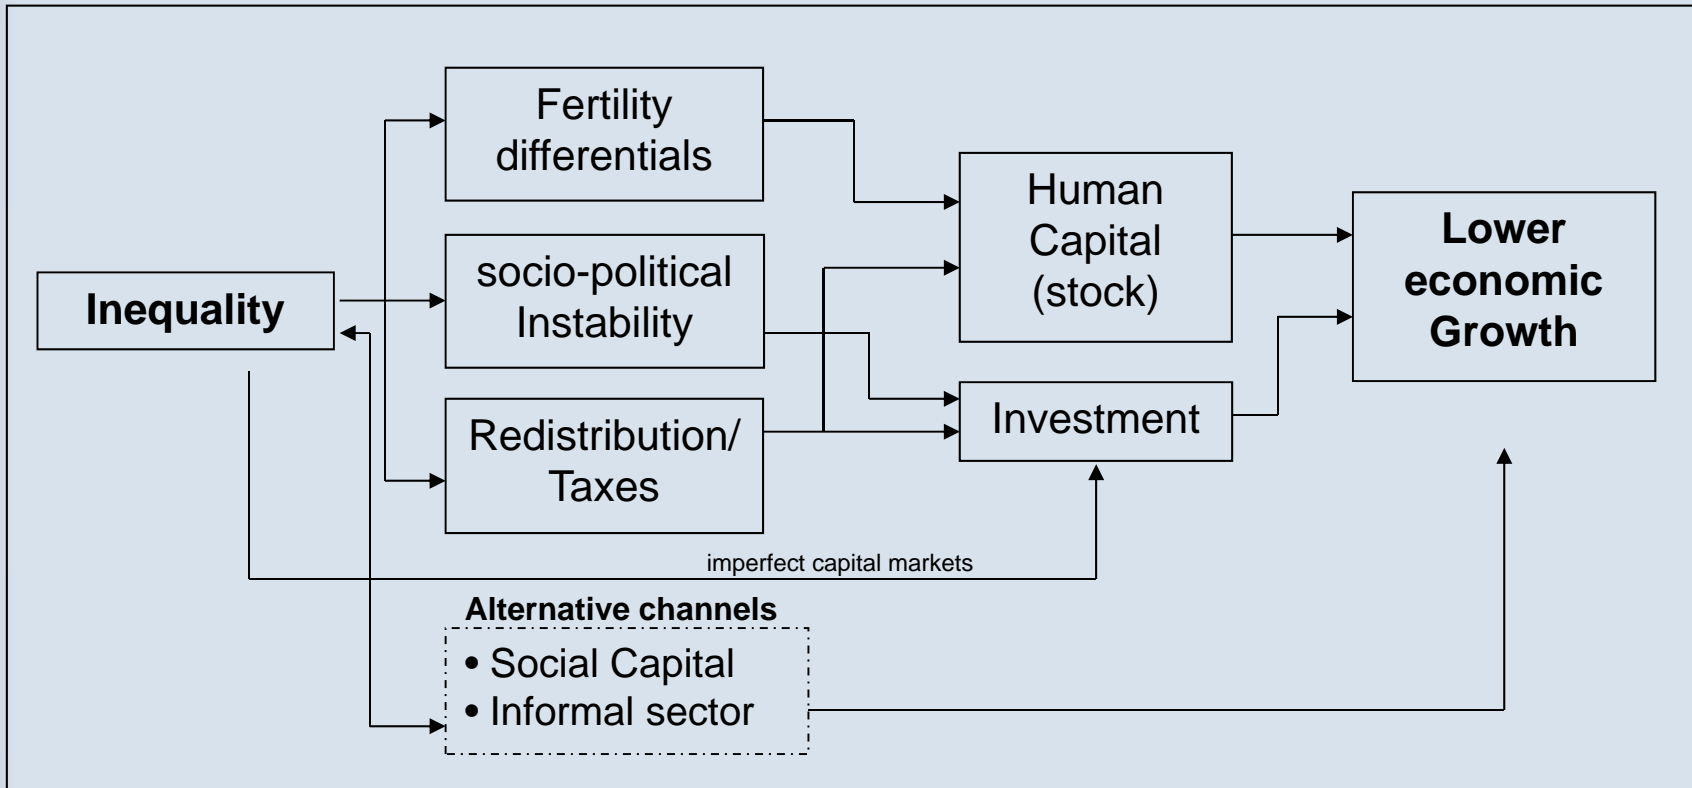 Fertility
differentials
Human
Capital
(stock)
Lower
economic
Growth
socio-political
Instability
Inequality
Redistribution/
Taxes
Investment
imperfect capital markets
Alternative channels
• Social Capital
• Informal sector